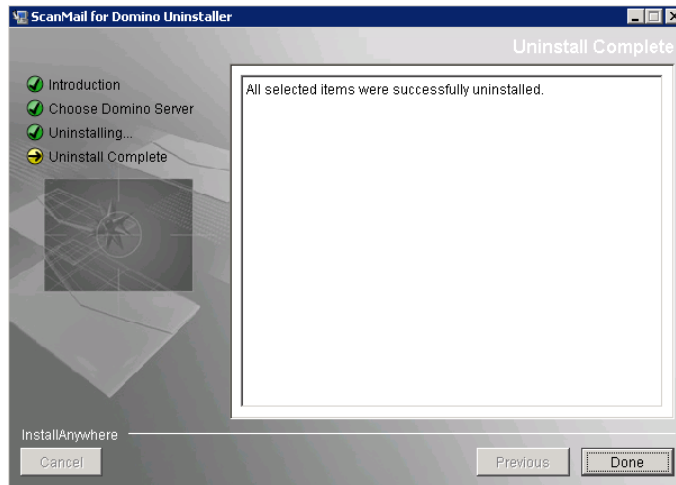 ScanMail for Domino Uninstaller
Uninstall Complete
Introduction
Choose Domino Server
Uninstalling...
Uninstall Complete
All selected items were successfully uninstalled.
InstallAnywhere
Cancel
Previous
Done